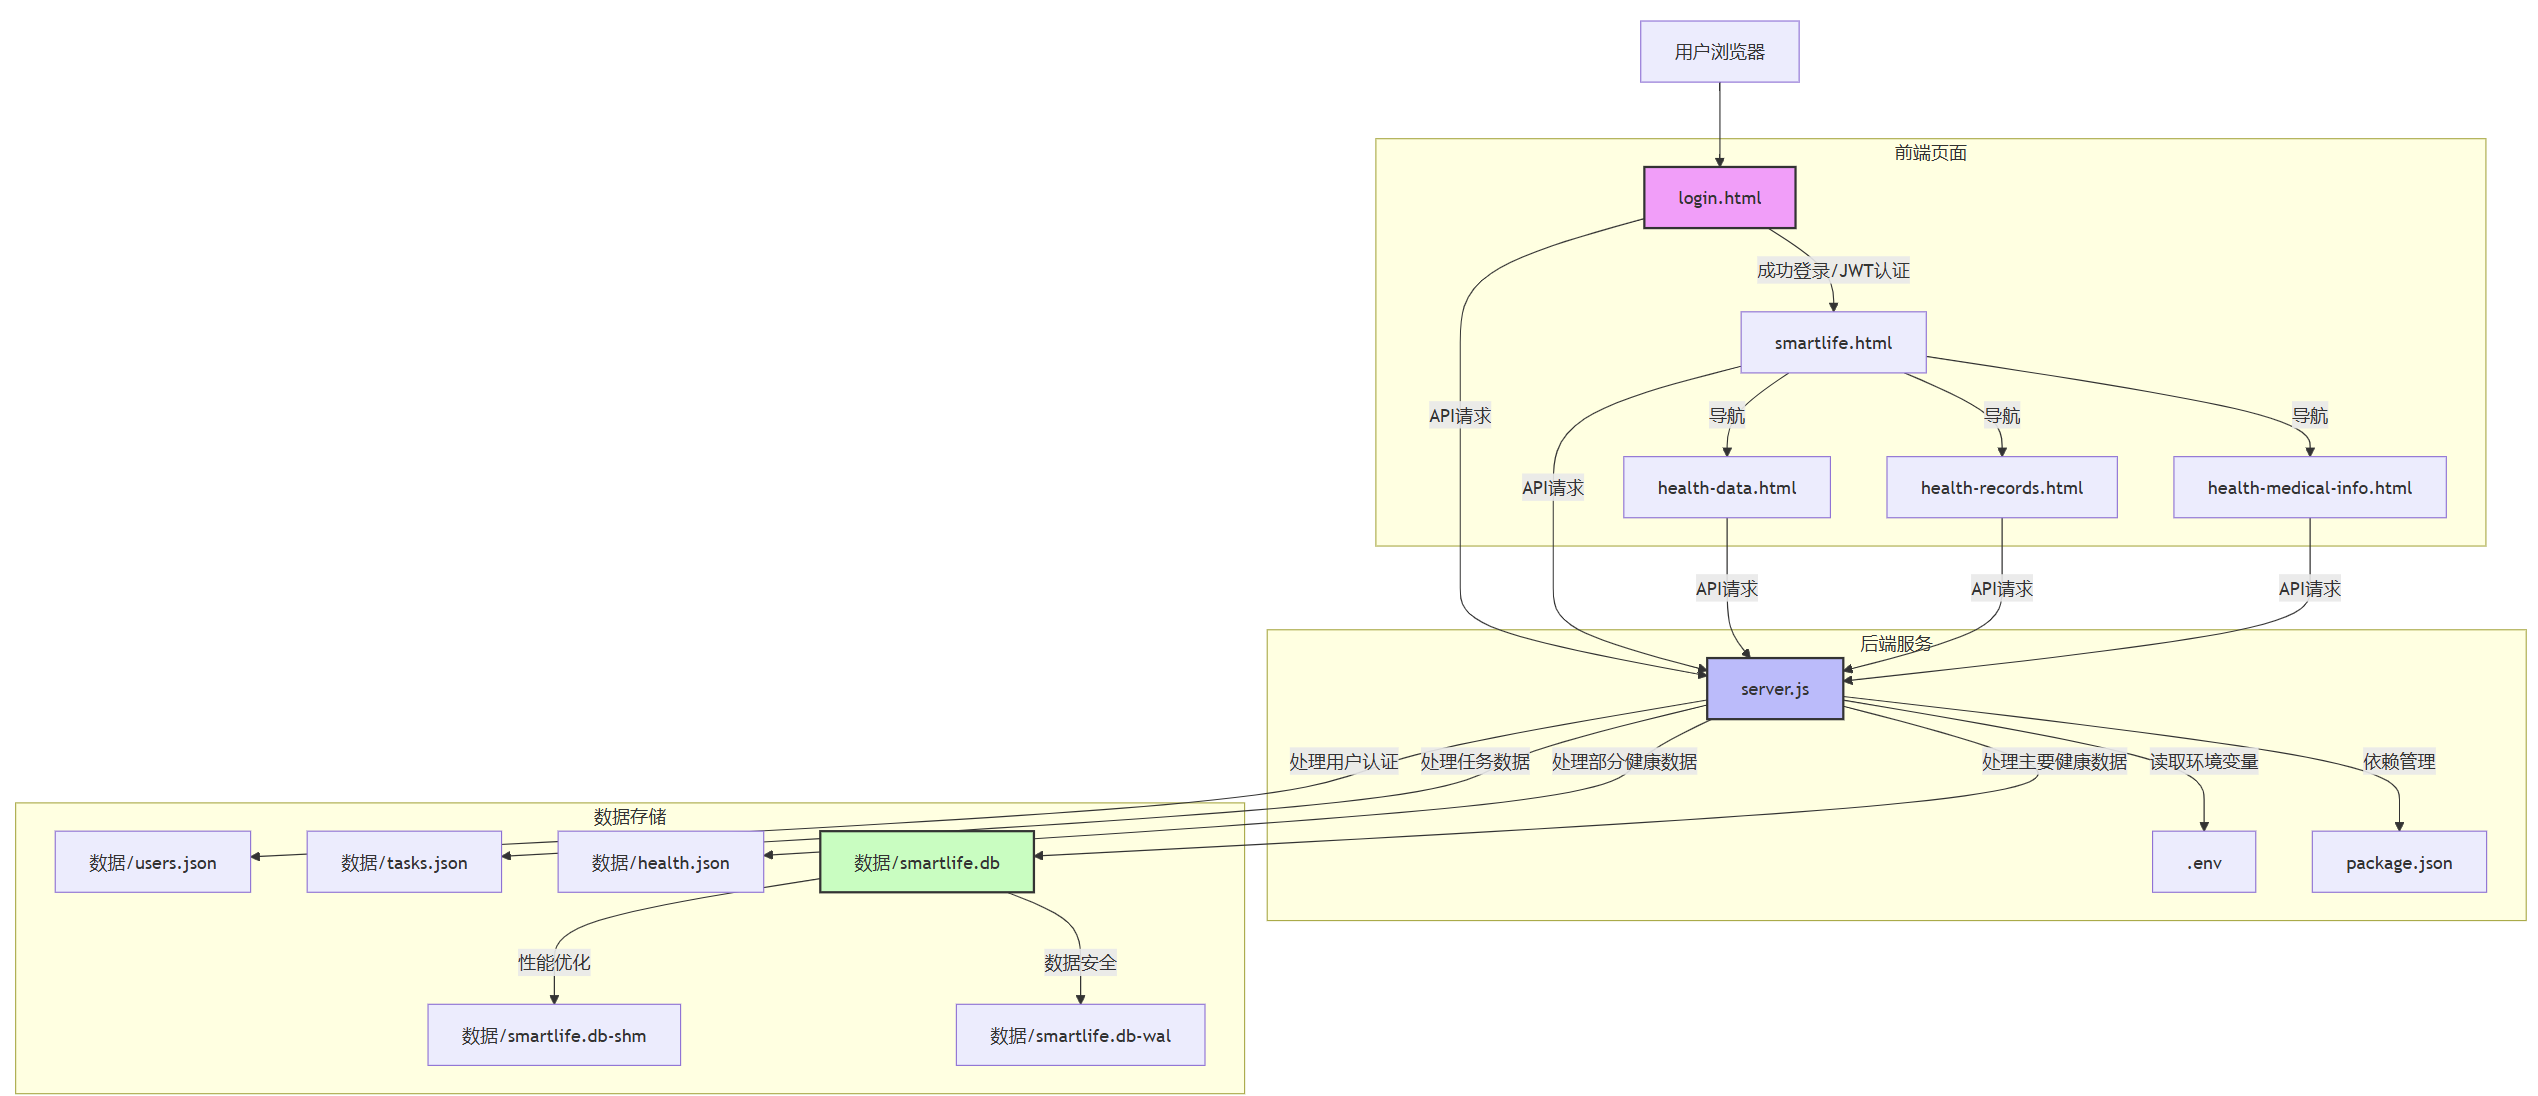 用户浏览器
前端页面
login.html
成功登录/JWT认证
smartlife.html
API请求
导航
导航
导航
API请求
health-data.html
health-records.html
health-medical-info.html
API请求
API请求
API请求
后端服务
server.js
处理用户认证
处理任务数据
处理部分健康数据
处理主要健康数据
读取环境变量
依赖管理
数据存储
数据/users.json
数据/tasks.json
数据/health.json
数据/smartlife.db
.env
package.json
性能优化
数据安全
数据/smartlife.db-shm
数据/smartlife.db-wal